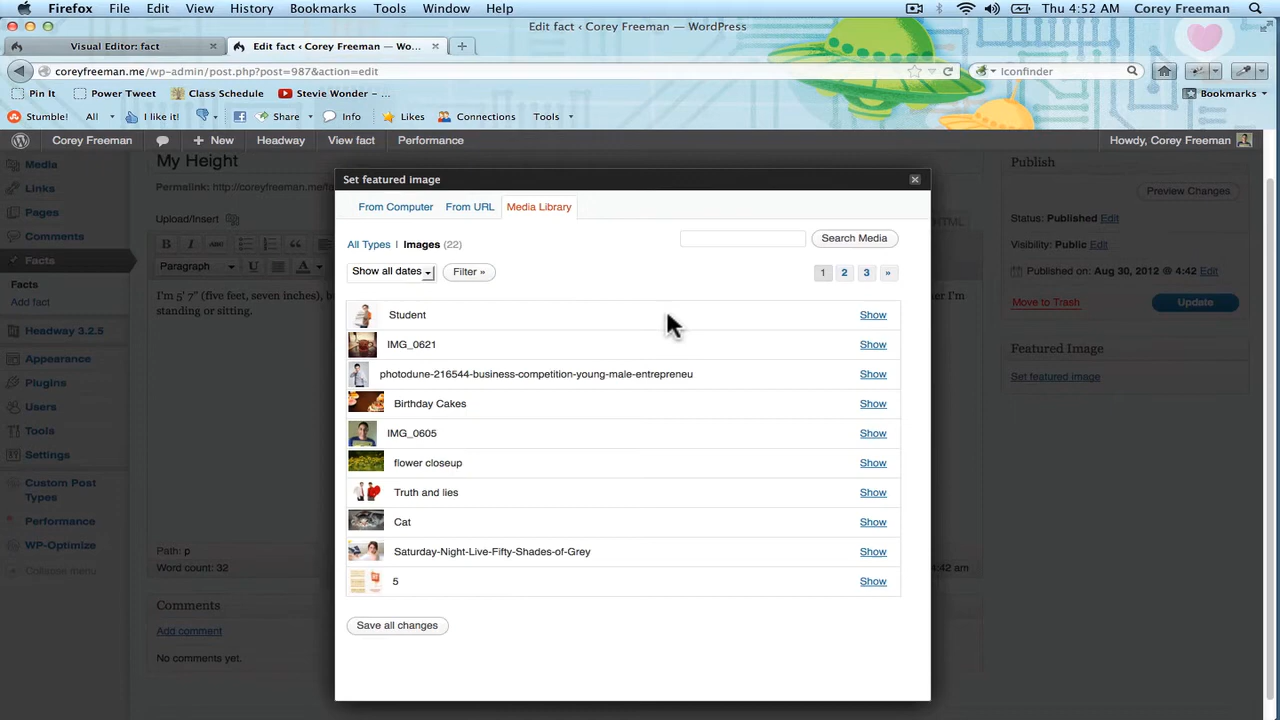 Firefox File Edit View History Bookmarks Tools Window Help Thu 4:52 AM Corey Freeman
Edit fact ‹ Corey Freeman — WordPress
Visual Editor: fact Edit fact ‹ Corey Freeman — Wo...
coreyfreeman.me/wp-admin/post.php?post=987&action=edit Iconfinder
Pin It Power Tweet Class Schedule Stevie Wonder – ... Bookmarks
Stumble! All I like it! Share Info Likes Connections Tools
Corey Freeman New Headway View fact Performance Howdy, Corey Freeman
Media
Links
Pages
Comments
Facts
Facts
Add fact
Headway 3.2.5
Appearance
Plugins
Users
Tools
Settings
Custom Post
Types
Performance
WP-Optimize
Collapse menu
My Height
Permalink: http://coreyfreeman.me/fa
Upload/Insert
HTML
B I ABC
Paragraph U A
I'm 5' 7" (five feet, seven inches), b
standing or sitting.
er I'm
Path: p
Word count: 32
:42 am
Comments
Add comment
No comments yet.
Set featured image
From Computer From URL Media Library
All Types | Images (22) Search Media
Show all dates Filter » 1 2 3 »
Student Show
IMG_0621 Show
photodune-216544-business-competition-young-male-entrepreneu Show
Birthday Cakes Show
IMG_0605 Show
flower closeup Show
Truth and lies Show
Cat Show
Saturday-Night-Live-Fifty-Shades-of-Grey Show
5 Show
Save all changes
Publish
Preview Changes
Status: Published Edit
Visibility: Public Edit
Published on: Aug 30, 2012 @ 4:42 Edit
Move to Trash Update
Featured Image
Set featured image